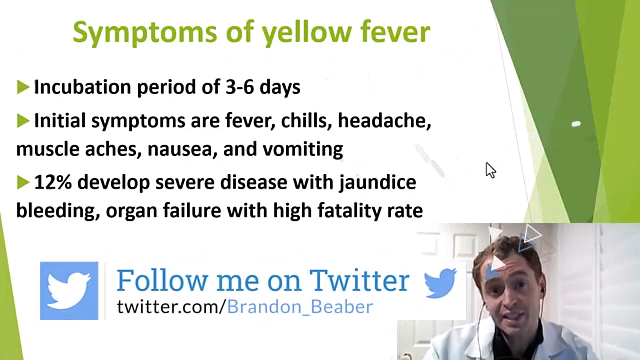 Symptoms of yellow fever
Incubation period of 3-6 days
Initial symptoms are fever, chills, headache,
muscle aches, nausea, and vomiting
12% develop severe disease with jaundice
bleeding, organ failure with high fatality rate
Follow me on Twitter
twitter.com/Brandon_Beaber